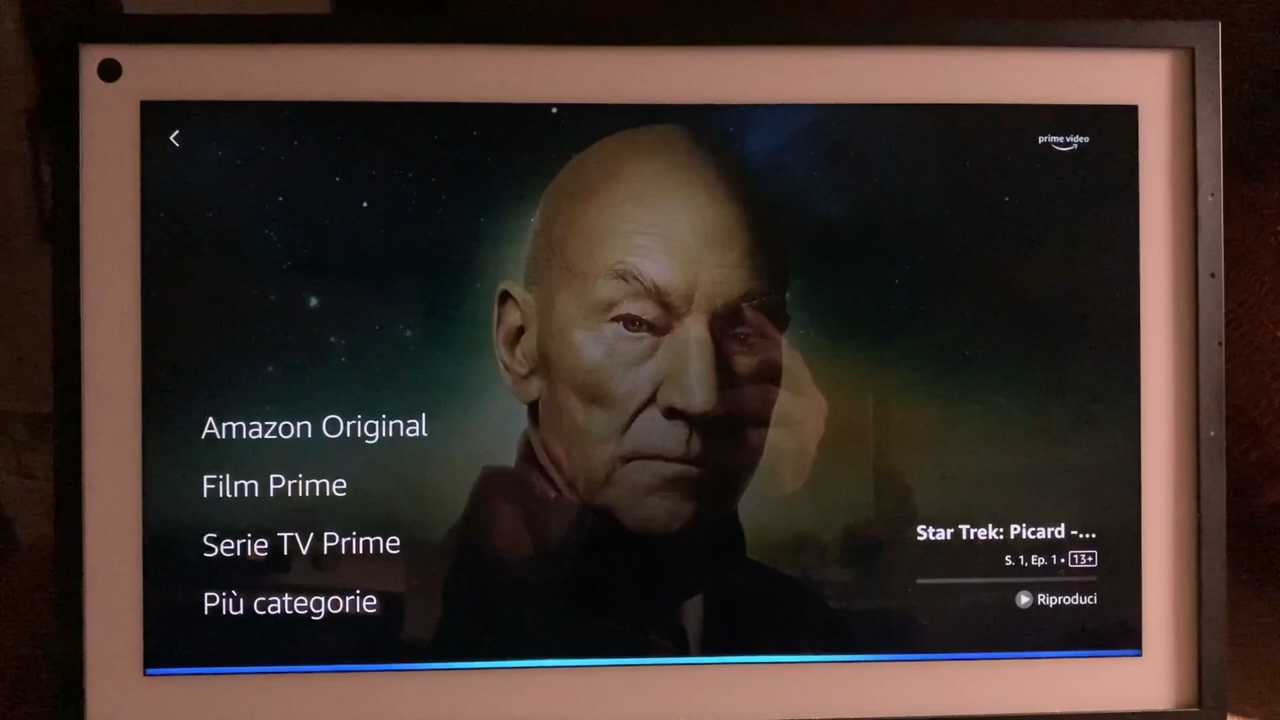 prime video
Amazon Original
Film Prime
Serie TV Prime
Più categorie
Star Trek: Picard -...
S. 1, Ep. 1 • 13+
Riproduci